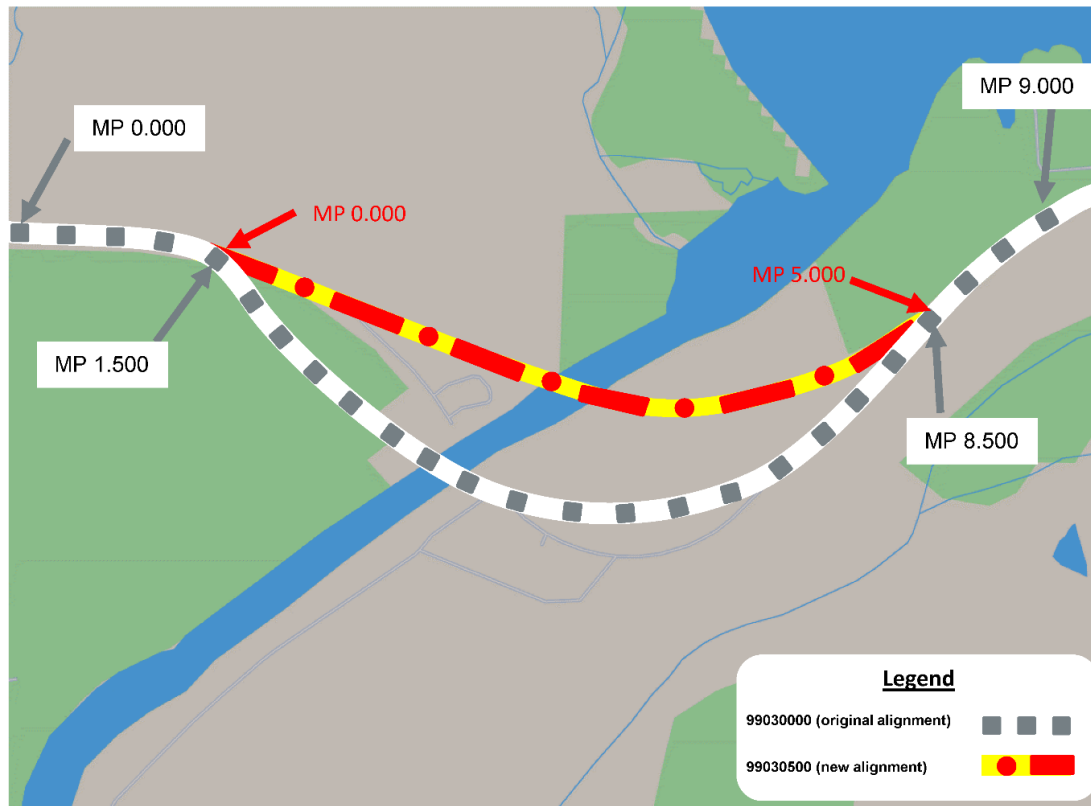 MP 9.000
MP 0.000
MP 0.000
MP 5.000
MP 1.500
MP 8.500
Legend
99030000 (original alignment)
99030500 (new alignment)